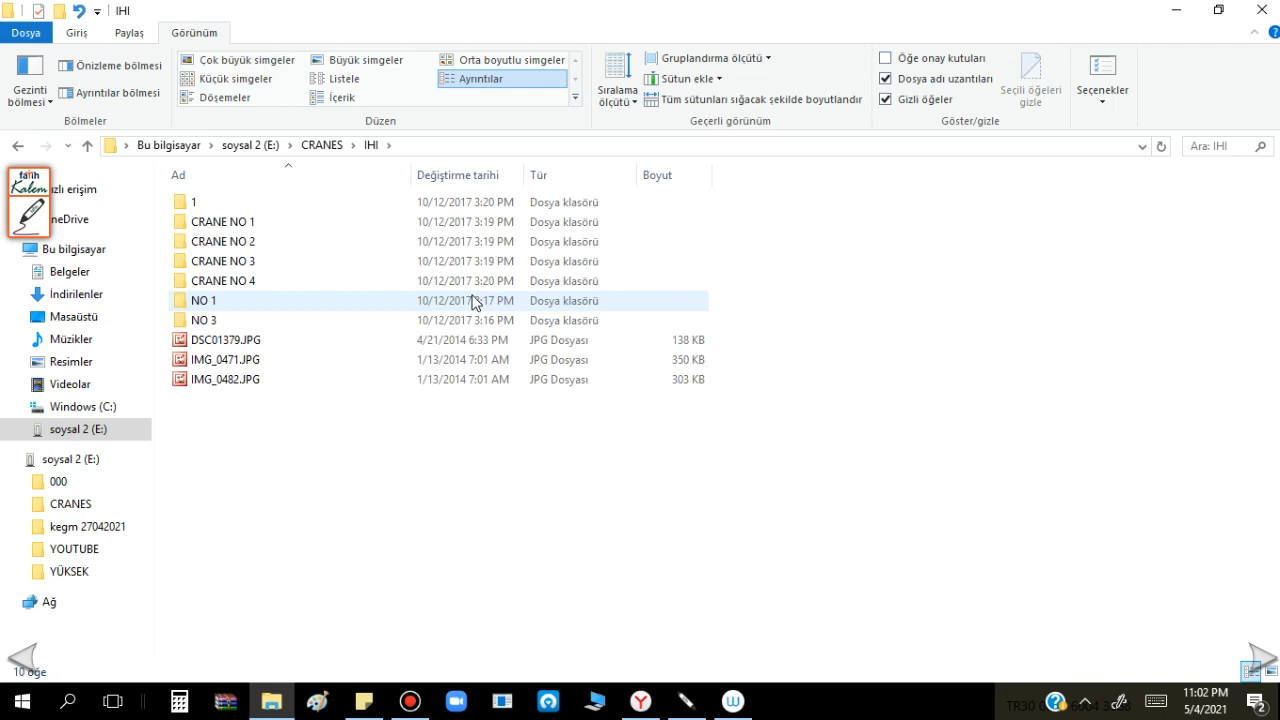 IHI
Dosya Giriş Paylaş Görünüm
Gezinti bölmesi
Önizleme bölmesi
Ayrıntılar bölmesi
Bölmeler
Çok büyük simgeler Büyük simgeler Orta boyutlu simgeler
Küçük simgeler Listele Ayrıntılar
Döşemeler İçerik
Düzen
Sıralama ölçütü
Gruplandırma ölçütü
Sütun ekle
Tüm sütunları sığacak şekilde boyutlandır
Geçerli görünüm
Öğe onay kutuları
Dosya adı uzantıları
Gizli öğeler
Seçili öğeleri gizle
Göster/gizle
Seçenekler
Bu bilgisayar soysal 2 (E:) CRANES IHI
Ara: IHI
fatih
Kalem
zlı erişim
neDrive
Bu bilgisayar
Belgeler
İndirilenler
Masaüstü
Müzikler
Resimler
Videolar
Windows (C:)
soysal 2 (E:)
soysal 2 (E:)
000
CRANES
kegm 27042021
YOUTUBE
YÜKSEK
Ağ
Ad Değiştirme tarihi Tür Boyut
1 10/12/2017 3:20 PM Dosya klasörü
CRANE NO 1 10/12/2017 3:19 PM Dosya klasörü
CRANE NO 2 10/12/2017 3:19 PM Dosya klasörü
CRANE NO 3 10/12/2017 3:19 PM Dosya klasörü
CRANE NO 4 10/12/2017 3:20 PM Dosya klasörü
NO 1 10/12/2017 3:17 PM Dosya klasörü
NO 3 10/12/2017 3:16 PM Dosya klasörü
DSC01379.JPG 4/21/2014 6:33 PM JPG Dosyası 138 KB
IMG_0471.JPG 1/13/2014 7:01 AM JPG Dosyası 350 KB
IMG_0482.JPG 1/13/2014 7:01 AM JPG Dosyası 303 KB
10 öğe
TR30
11:02 PM
5/4/2021
2